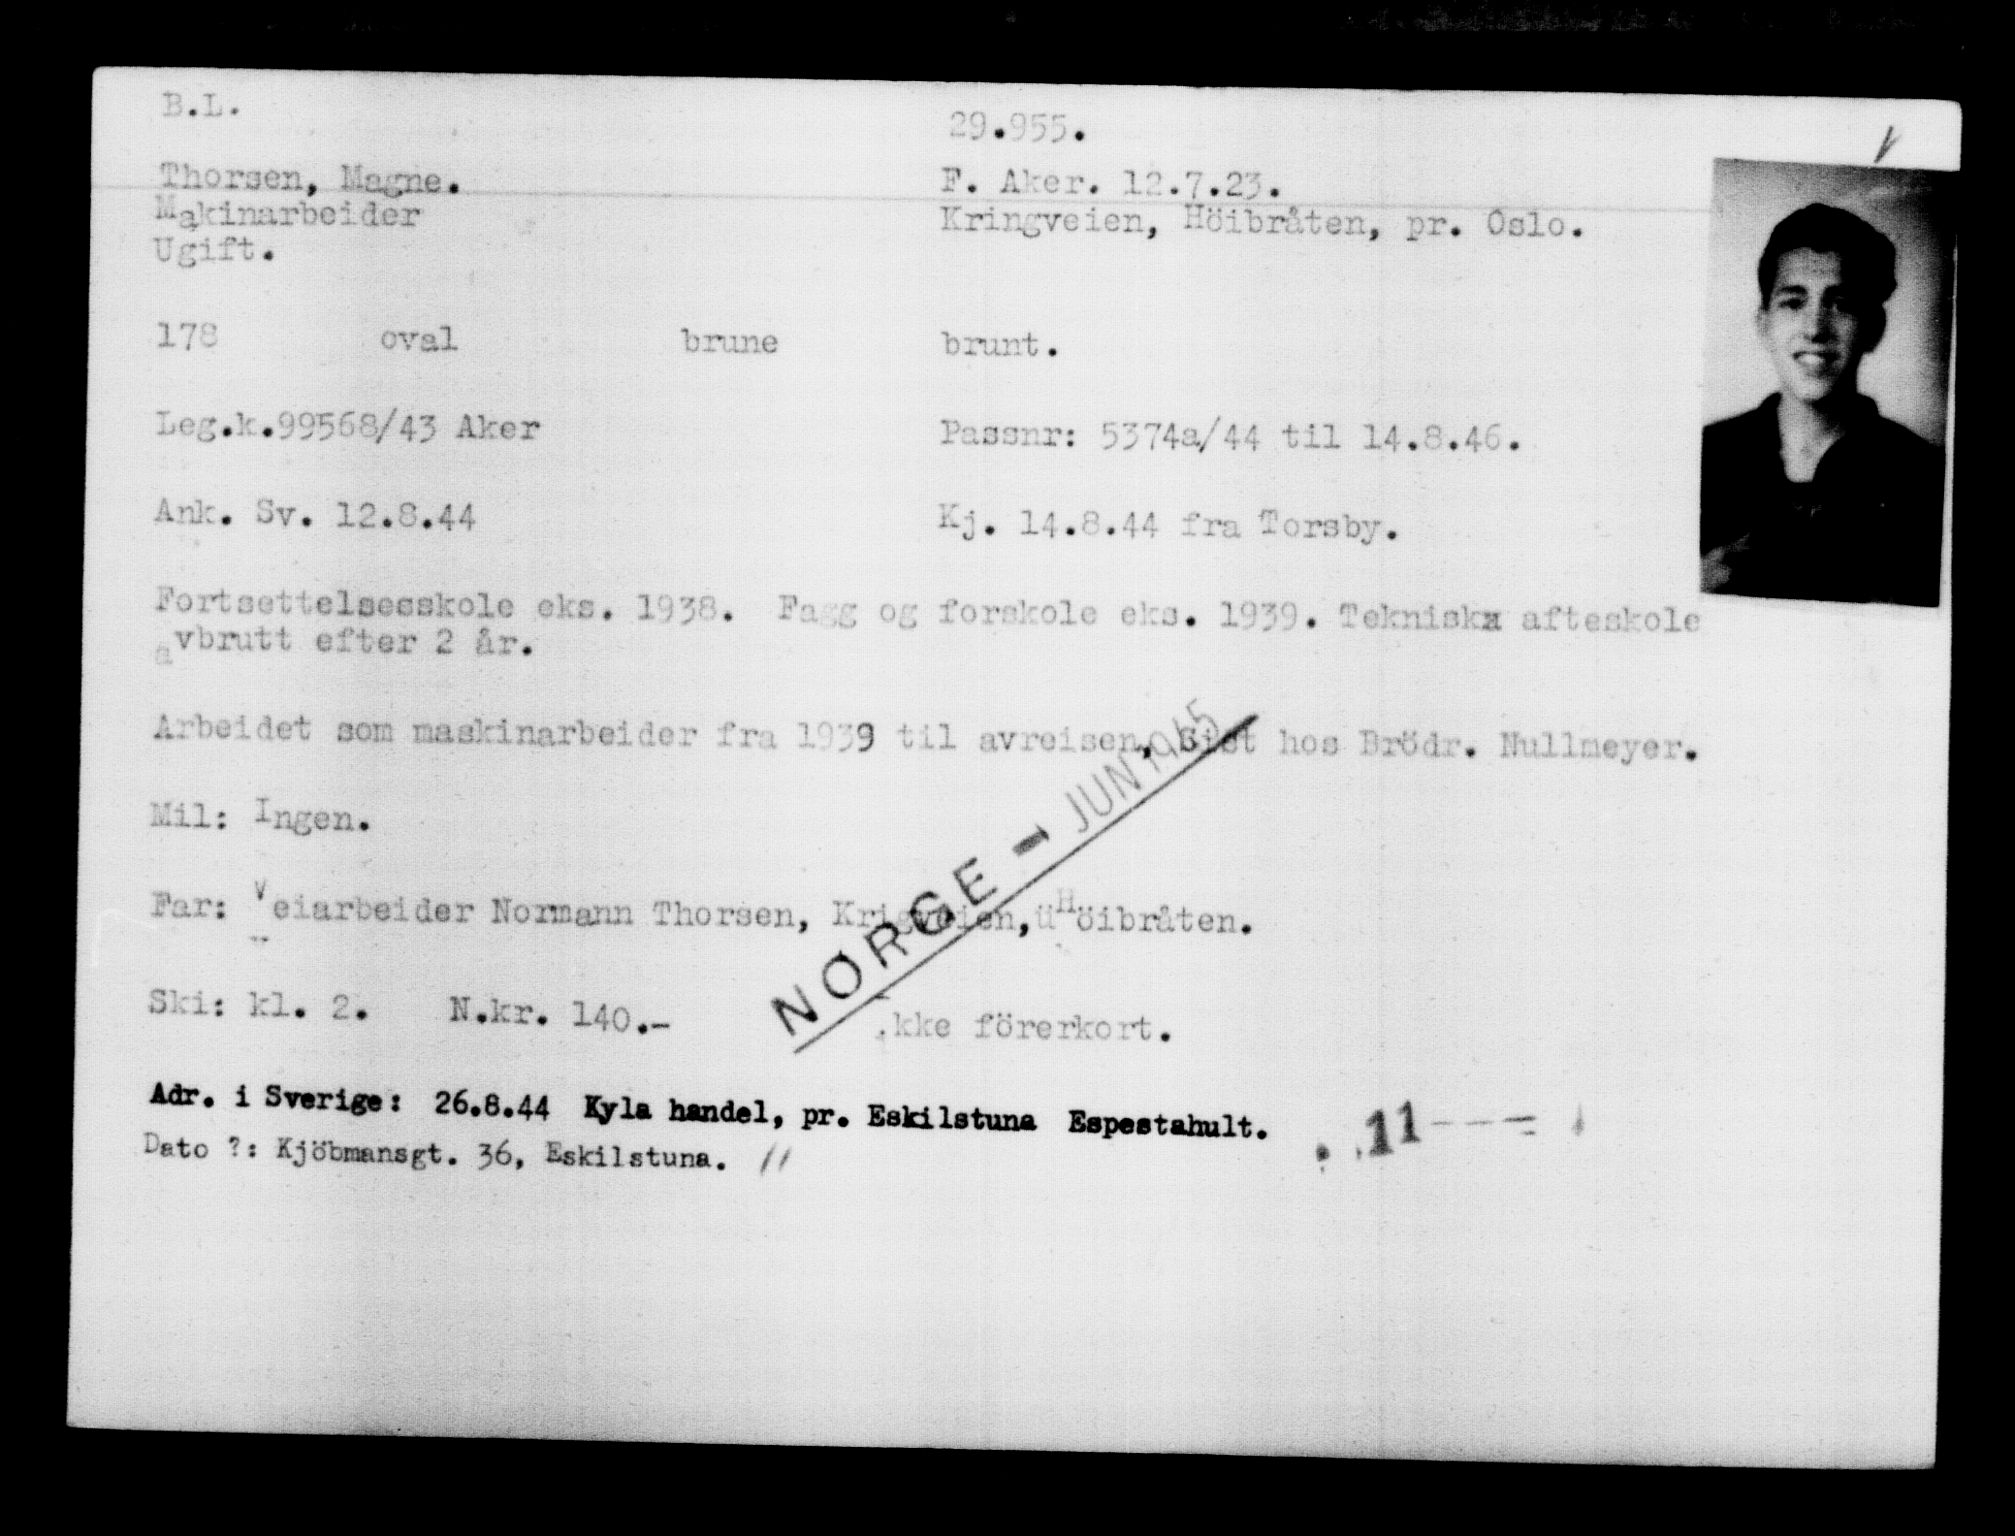 B.L.
29.955.
Thorsen, Magne.
F. Aker. 12.7.23.
Makinarbeider
Kringveien, Höibråten, pr. Oslo.
Ugift.
178 oval brune brunt.
Leg.k.99568/43 Aker
Passnr: 5374a/44 til 14.8.46.
Ank. Sv. 12.8.44
Kj. 14.8.44 fra Torsby.
Fortsettelsesskole eks. 1938. Fagg og forskole eks. 1939. Teknisk afteskole
avbrutt efter 2 år.
Arbeidet som maskinarbeider fra 1939 til avreisen, Sist hos Brödr. Nullmeyer.
Mil: Ingen.
Far: Veiarbeider Normann Thorsen, Krigveien, Höibråten.
NORGE - JUN 1945
Ski: kl. 2. N.kr. 140.- kke förerkort.
Adr. i Sverige: 26.8.44 Kyla handel, pr. Eskilstuna Espestahult.
Dato ?: Kjöbmansgt. 36, Eskilstuna. //
11